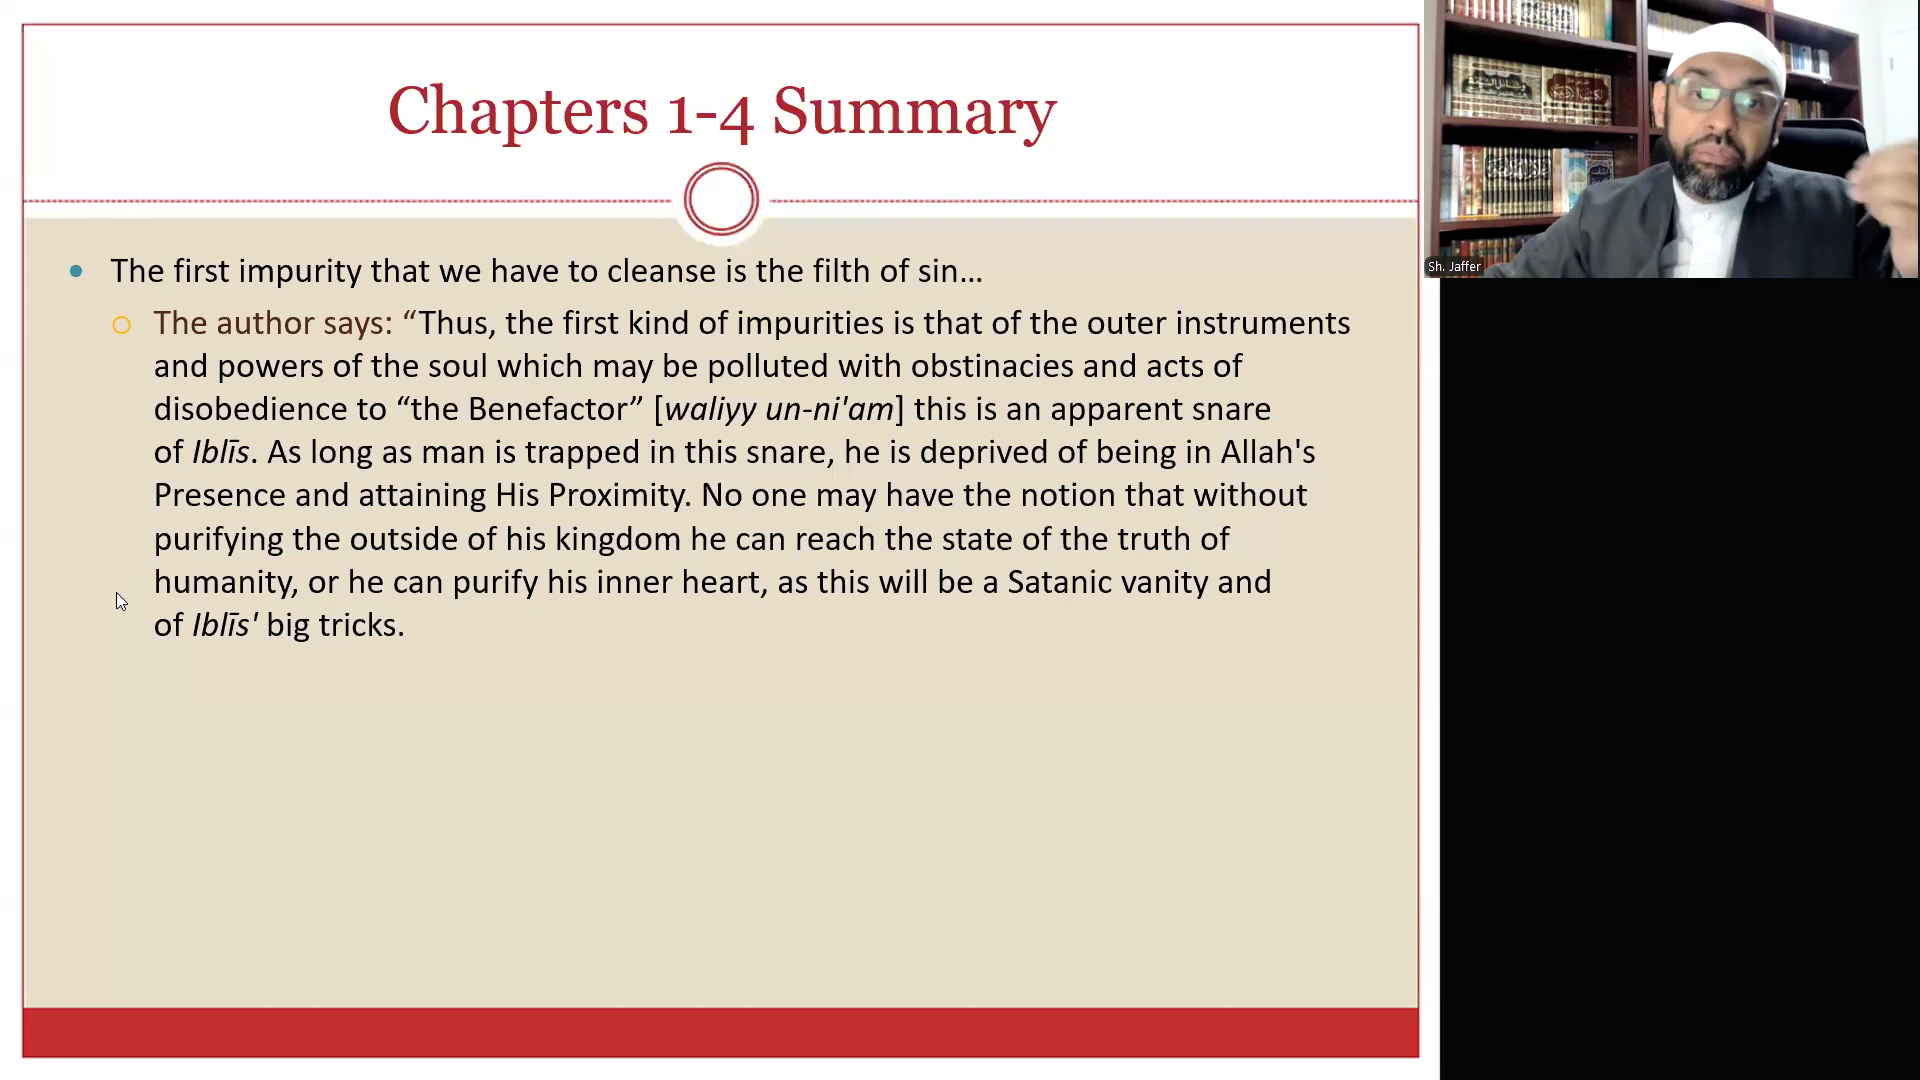 Chapters 1-4 Summary
Sh. Jaffer
• The first impurity that we have to cleanse is the filth of sin…
The author says: “Thus, the first kind of impurities is that of the outer instruments
and powers of the soul which may be polluted with obstinacies and acts of
disobedience to “the Benefactor” [waliyy un-ni'am] this is an apparent snare
of Iblīs. As long as man is trapped in this snare, he is deprived of being in Allah's
Presence and attaining His Proximity. No one may have the notion that without
purifying the outside of his kingdom he can reach the state of the truth of
humanity, or he can purify his inner heart, as this will be a Satanic vanity and
of Iblīs' big tricks.